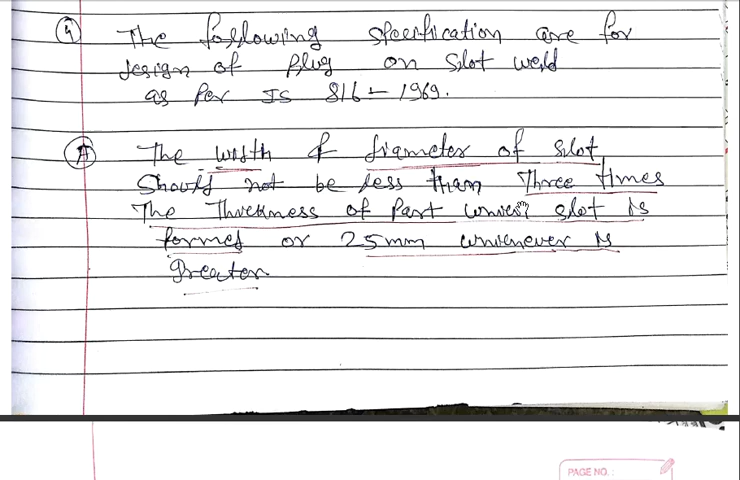 ④ The following specification are for
design of plug on slot weld
as per IS 816 - 1969.
Ⓐ The width & diameter of slot
should not be less than Three times
The Thickness of Part which slot is
formed or 25mm whichever is
greater
PAGE NO.: